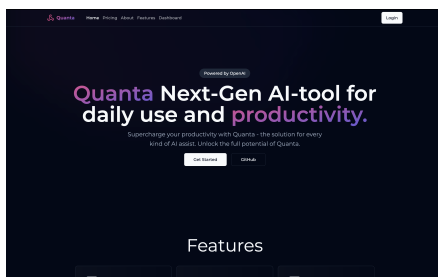 Quanta
Home Pricing About Features Dashboard
Login
Powered by OpenAI
Quanta Next-Gen AI-tool for
daily use and productivity.
Supercharge your productivity with Quanta - the solution for every
kind of AI assist. Unlock the full potential of Quanta.
Get Started
GitHub
Features